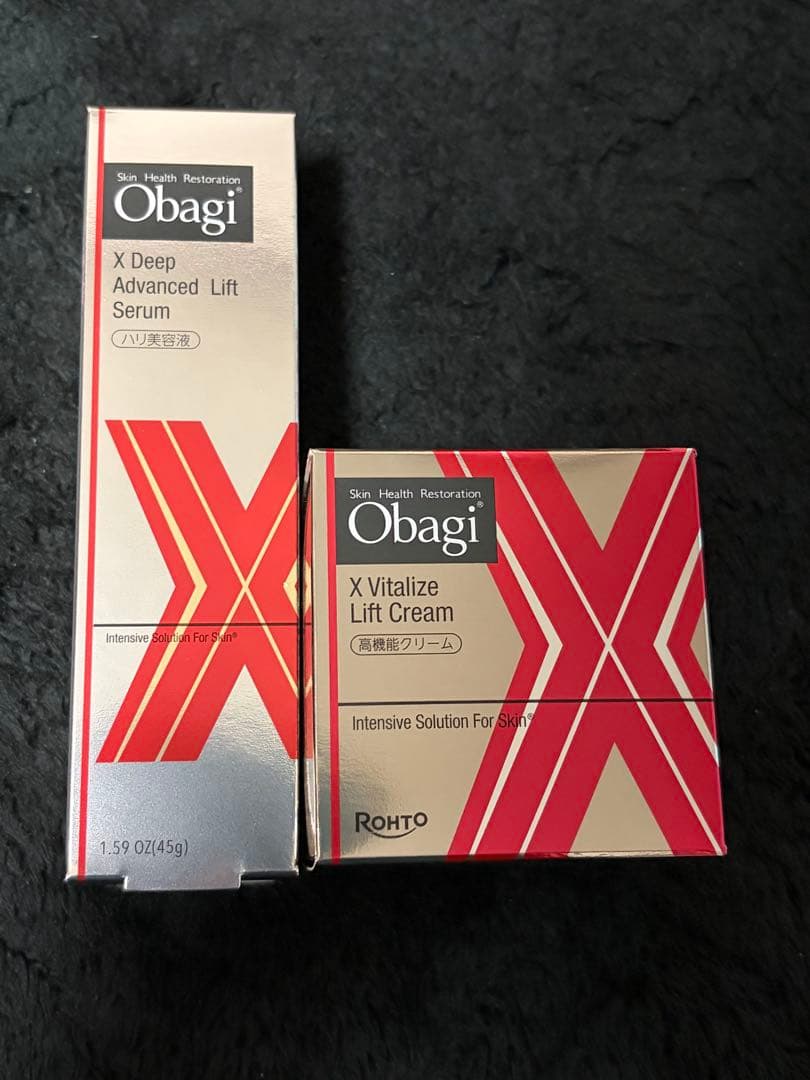 Skin Health Restoration
Obagi®
X Deep
Advanced Lift
Serum
ハリ美容液
Intensive Solution For Skin®
1.59 OZ(45g)
Skin Health Restoration
Obagi®
X Vitalize
Lift Cream
高機能クリーム
Intensive Solution For Skin®
ROHTO